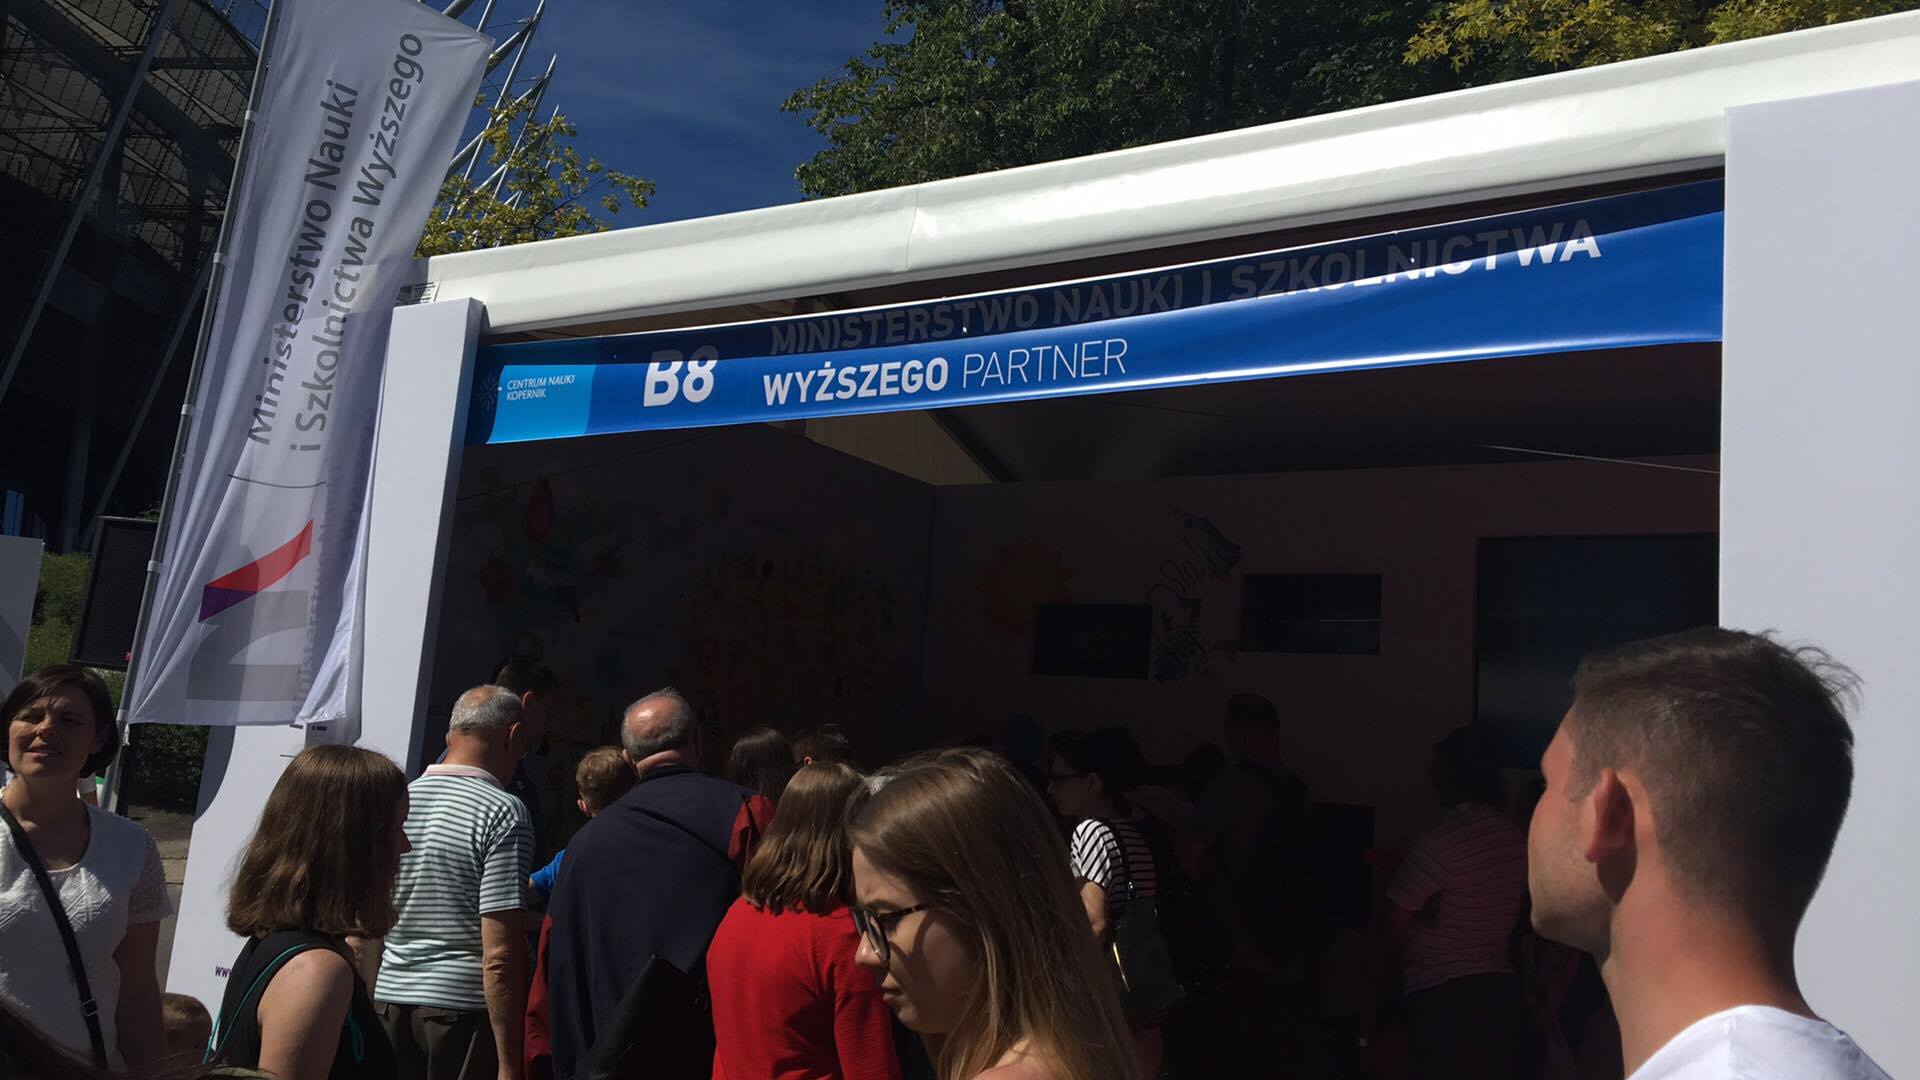 Ministerstwo Nauki
i Szkolnictwa Wyższego
CENTRUM NAUKI
KOPERNIK
B8
MINISTERSTWO NAUKI I SZKOLNICTWA
WYŻSZEGO PARTNER